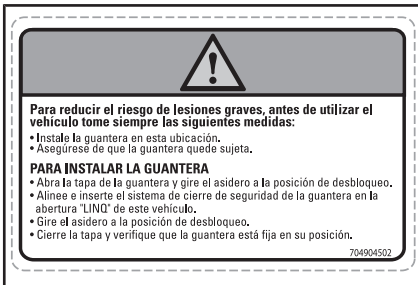 Para reducir el riesgo de lesiones graves, antes de utilizar el
vehículo tome siempre las siguientes medidas:
• Instale la guantera en esta ubicación.
• Asegúrese de que la guantera quede sujeta.
PARA INSTALAR LA GUANTERA
• Abra la tapa de la guantera y gire el asidero a la posición de desbloqueo.
• Alinee e inserte el sistema de cierre de seguridad de la guantera en la
abertura "LINQ" de este vehículo.
• Gire el asidero a la posición de desbloqueo.
• Cierre la tapa y verifique que la guantera está fija en su posición.
704904502